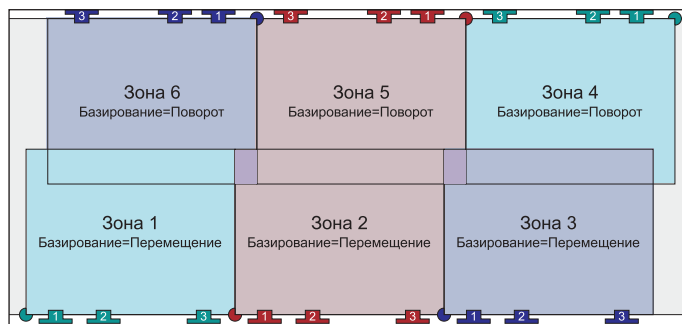 3 2 1 3 2 1 3 2 1
Зона 6 Зона 5 Зона 4
Базирование=Поворот Базирование=Поворот Базирование=Поворот
Зона 1 Зона 2 Зона 3
Базирование=Перемещение Базирование=Перемещение Базирование=Перемещение
1 2 3 1 2 3 1 2 3